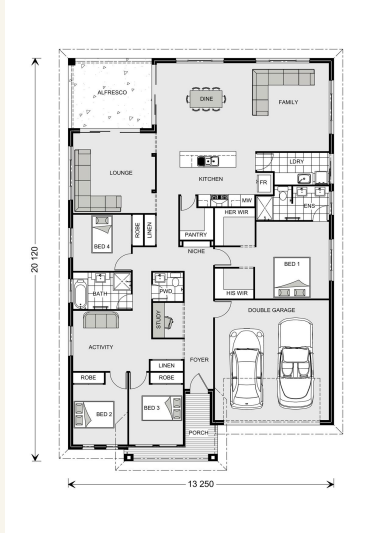 ALFRESCO
DINE
FAMILY
LOUNGE
KITCHEN
LDRY
FR
MW
ENS
HER WIR
PANTRY
ROBE
LINEN
BED 4
NICHE
BED 1
HIS WIR
BATH
PWD
STUDY
DOUBLE GARAGE
ACTIVITY
LINEN
FOYER
ROBE
ROBE
BED 2
BED 3
PORCH
20 120
13 250